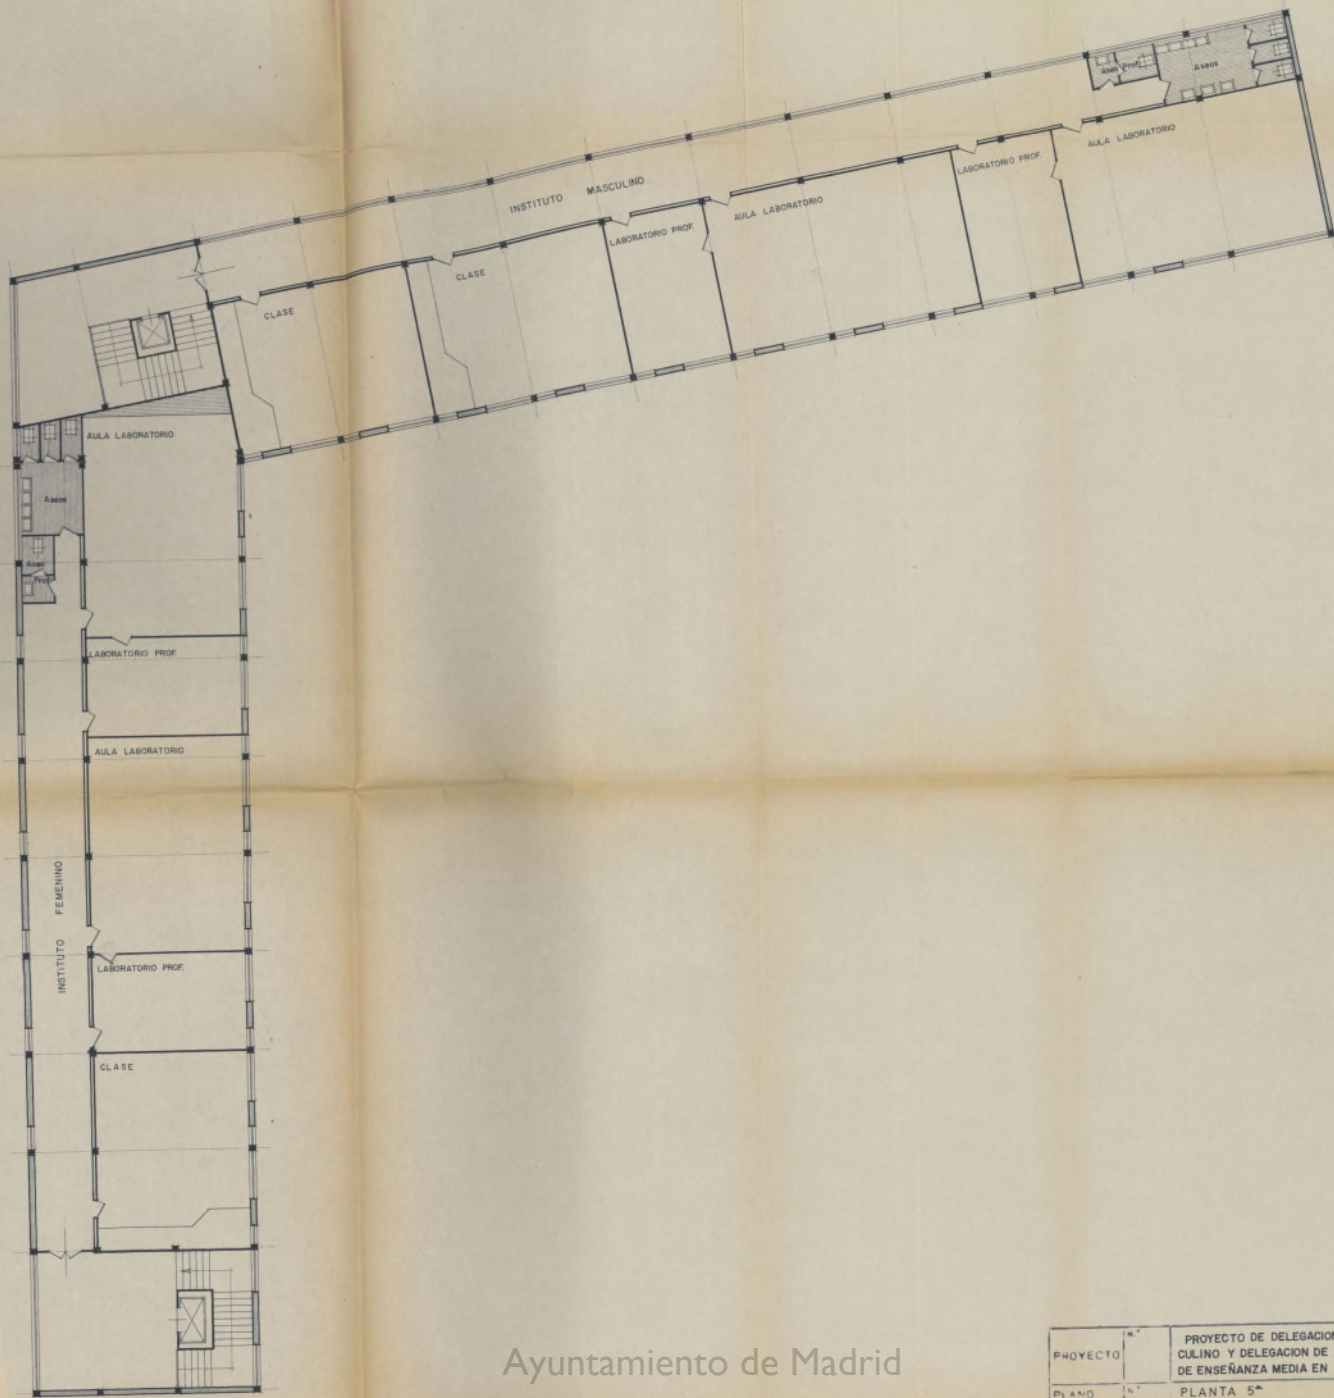 Aseo Prof.
Aseos
AULA LABORATORIO
LABORATORIO PROF.
AULA LABORATORIO
LABORATORIO PROF.
INSTITUTO MASCULINO
CLASE
CLASE
AULA LABORATORIO
Aseos
Aseo
Prof.
LABORATORIO PROF.
AULA LABORATORIO
INSTITUTO FEMENINO
LABORATORIO PROF.
CLASE
Ayuntamiento de Madrid
PROYECTO
N.º
PROYECTO DE DELEGACION
CULINO Y DELEGACION DE
DE ENSEÑANZA MEDIA EN
PLANO
N.º
PLANTA 5ª